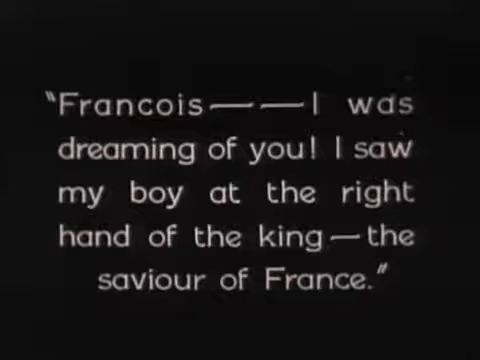 "Francois — — I was
dreaming of you! I saw
my boy at the right
hand of the king — the
saviour of France."